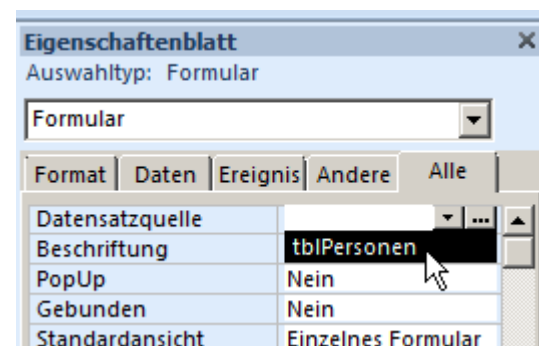 Eigenschaftenblatt
Auswahltyp: Formular
Formular
Format Daten Ereignis Andere Alle
Datensatzquelle
Beschriftung tblPersonen
PopUp Nein
Gebunden Nein
Standardansicht Einzelnes Formular